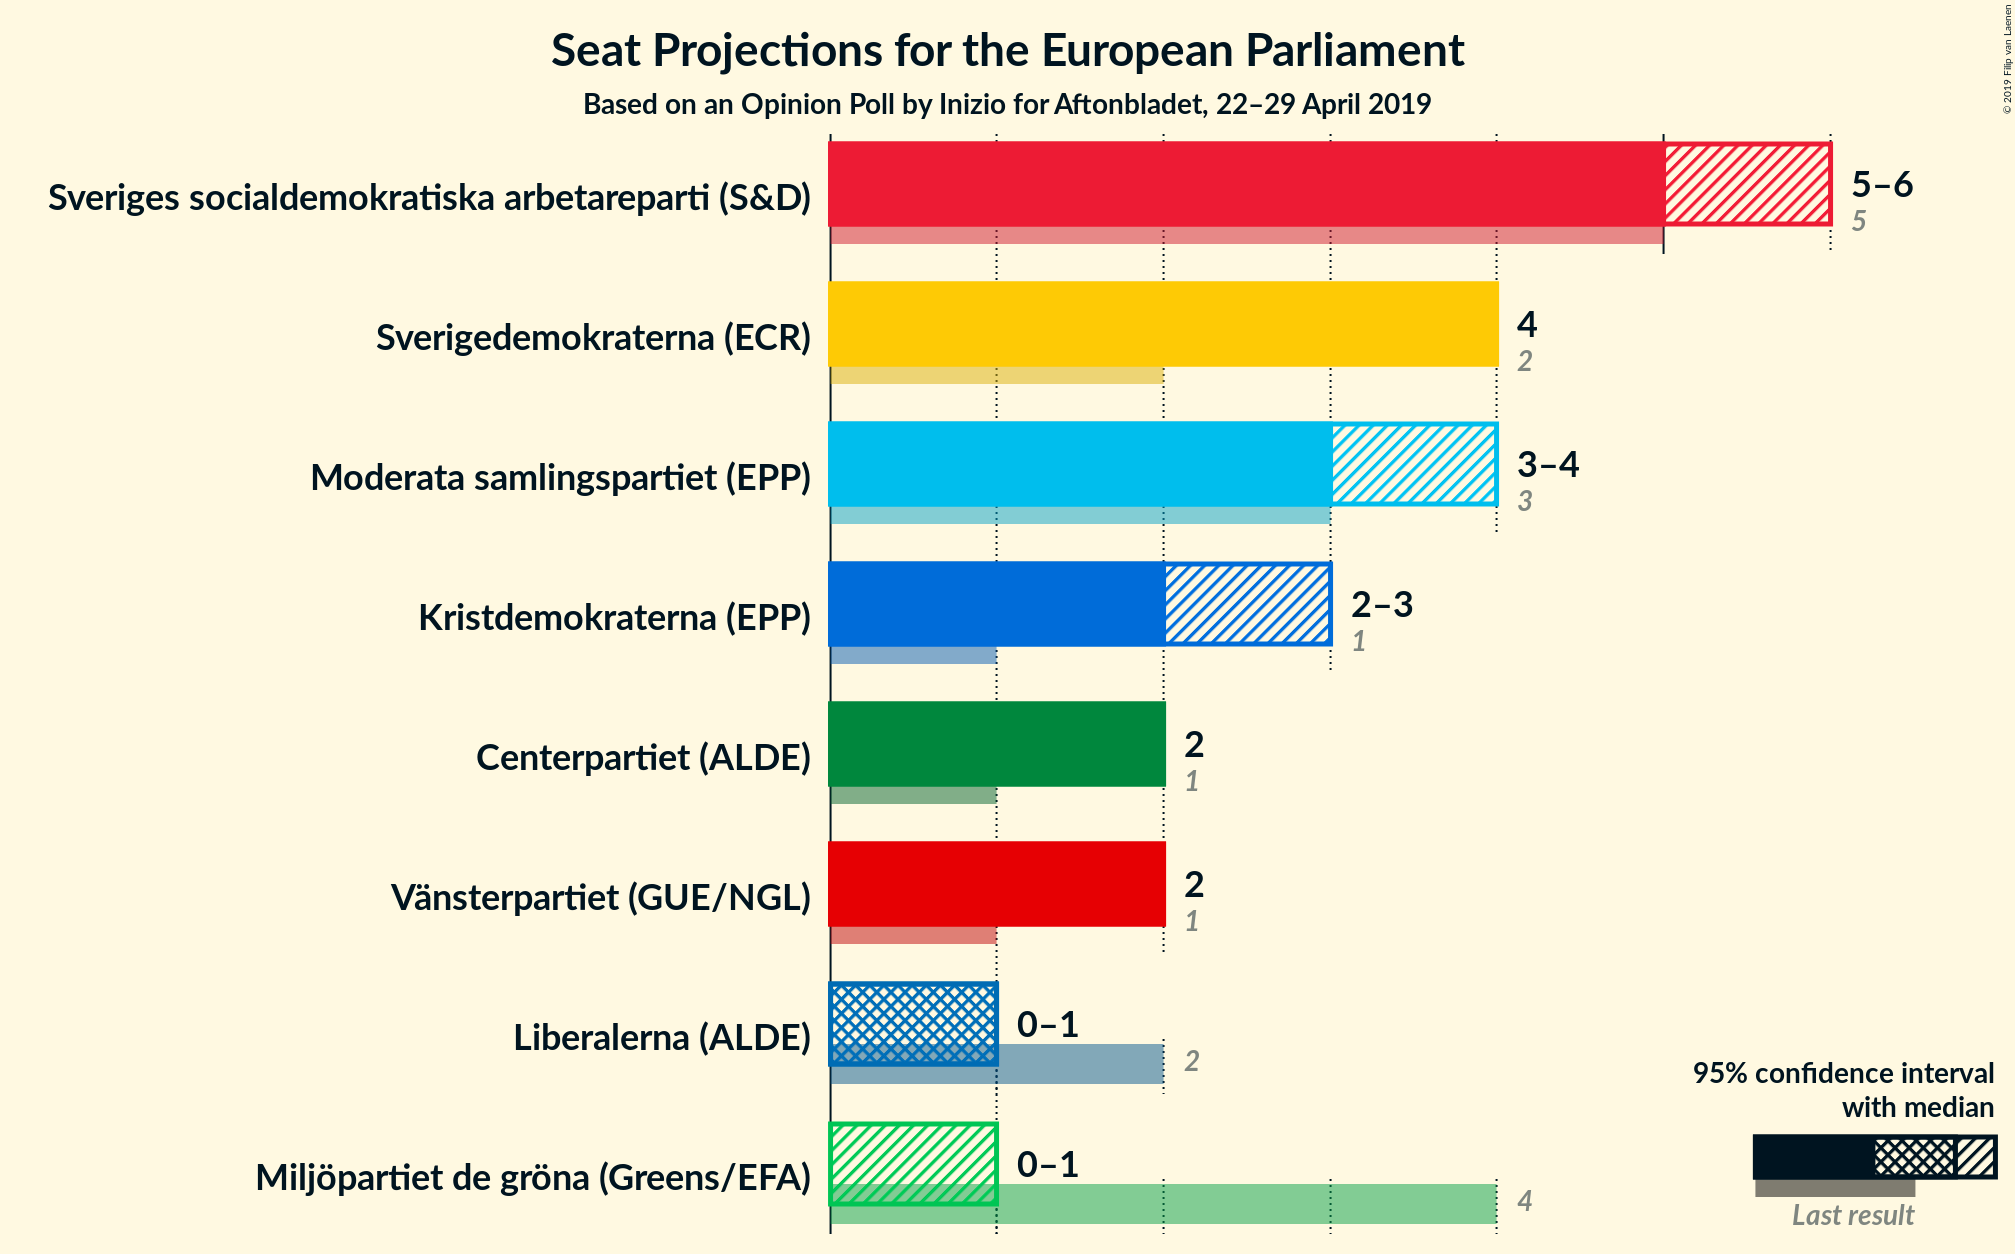 Seat Projections for the European Parliament
Based on an Opinion Poll by Inizio for Aftonbladet, 22–29 April 2019
© 2019 Filip van Laenen
Sveriges socialdemokratiska arbetareparti (S&D)
5–6
5
Sverigedemokraterna (ECR)
4
2
Moderata samlingspartiet (EPP)
3–4
3
Kristdemokraterna (EPP)
2–3
1
Centerpartiet (ALDE)
2
1
Vänsterpartiet (GUE/NGL)
2
1
Liberalerna (ALDE)
0–1
2
Miljöpartiet de gröna (Greens/EFA)
0–1
4
95% confidence interval
with median
Last result